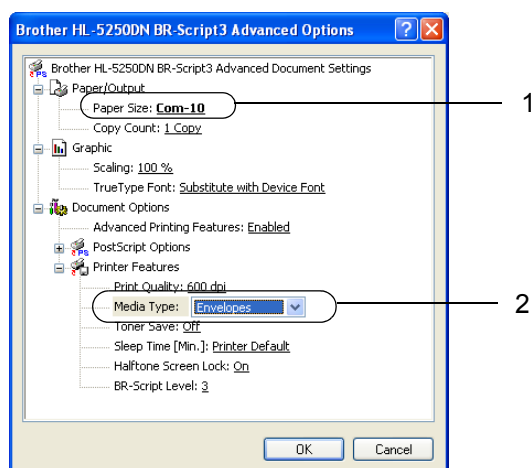 Brother HL-5250DN BR-Script3 Advanced Options
Brother HL-5250DN BR-Script3 Advanced Document Settings
Paper/Output
Paper Size: Com-10
1
Copy Count: 1 Copy
Graphic
Scaling: 100 %
TrueType Font: Substitute with Device Font
Document Options
Advanced Printing Features: Enabled
PostScript Options
Printer Features
Print Quality: 600 dpi
Media Type: Envelopes
2
Toner Save: Off
Sleep Time [Min.]: Printer Default
Halftone Screen Lock: On
BR-Script Level: 3
OK Cancel